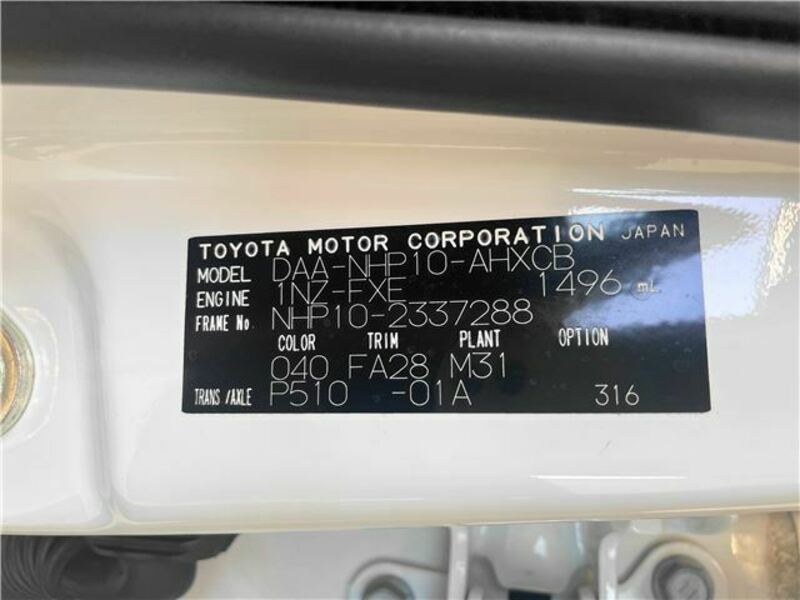 TOYOTA MOTOR CORPORATION JAPAN
MODEL DAA-NHP10-AHXCB
ENGINE 1NZ-FXE 1496 mL
FRAME No. NHP10-2337288
COLOR TRIM PLANT OPTION
040 FA28 M31
TRANS/AXLE P510 -01A 316